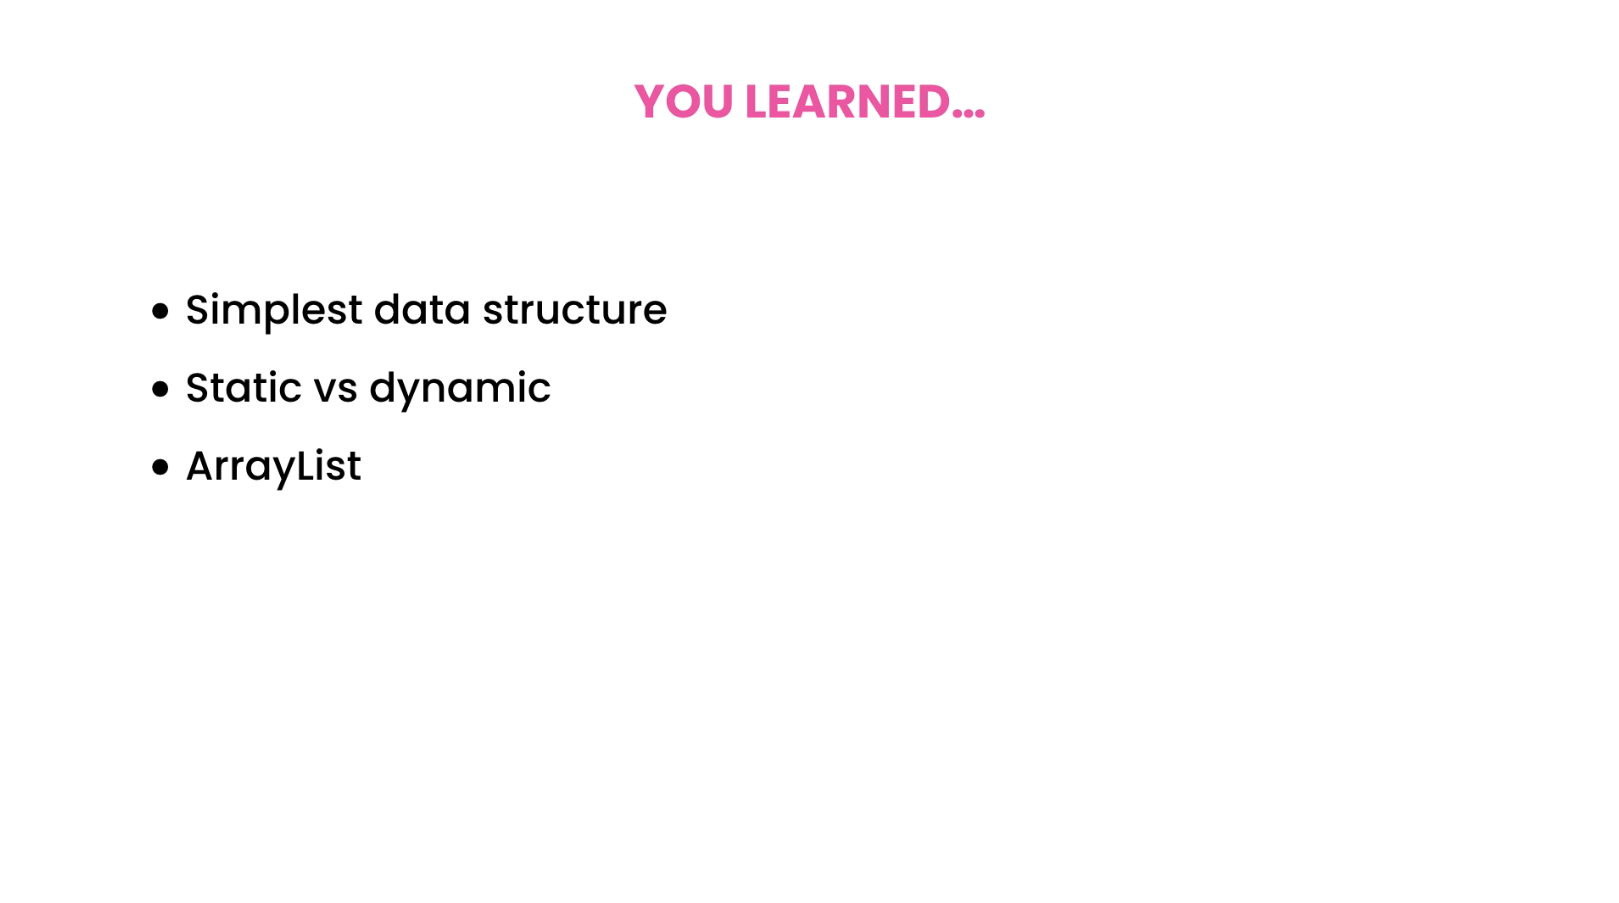 YOU LEARNED...
• Simplest data structure
• Static vs dynamic
• ArrayList